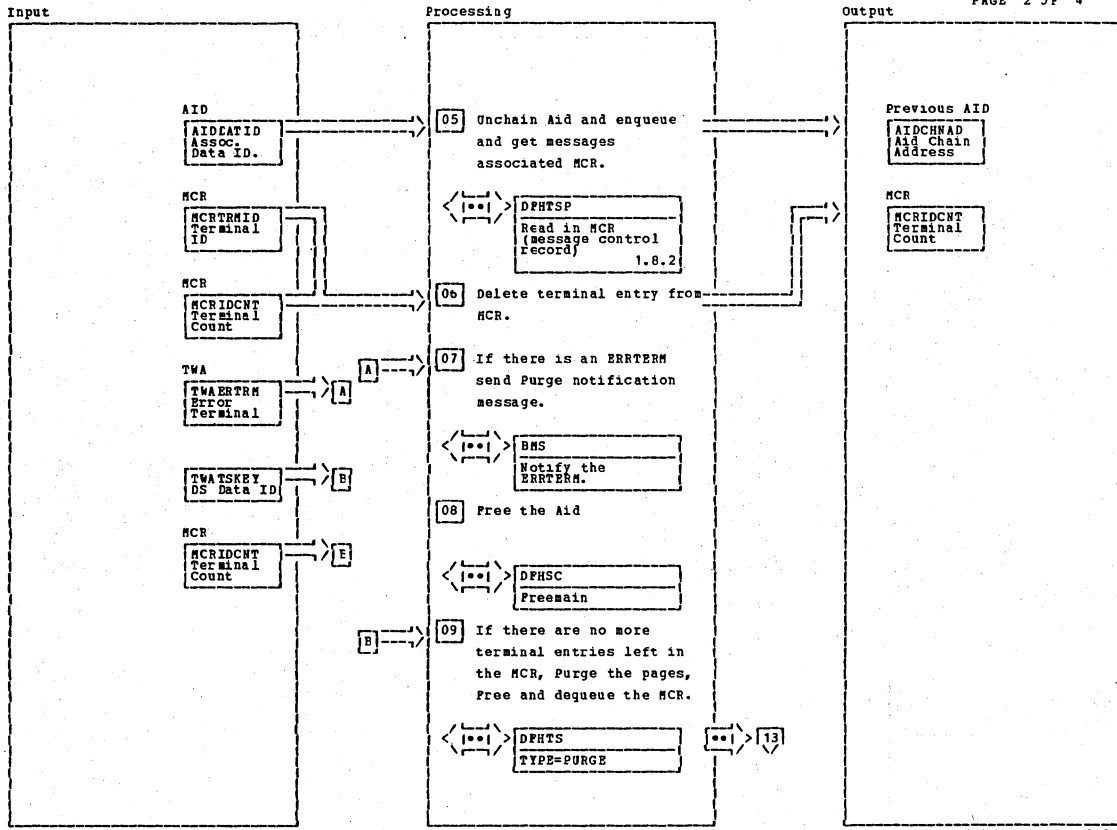 PAGE 2 OF 4
Input
Processing
Output
AID
AIDDATID
Assoc.
Data ID.
MCR
MCRTRMID
Terminal
ID
MCR
MCRIDCNT
Terminal
Count
TWA
TWAERTRM
Error
Terminal
A
TWATSKEY
DS Data ID
B
MCR
MCRIDCNT
Terminal
Count
E
05 Unchain Aid and enqueue
and get messages
associated MCR.
DFHTSP
Read in MCR
(message control
record)
1.8.2
06 Delete terminal entry from
MCR.
A
07 If there is an ERRTERM
send Purge notification
message.
BMS
Notify the
ERRTERM.
08 Free the Aid
DFHSC
Freemain
B
09 If there are no more
terminal entries left in
the MCR, Purge the pages,
Free and dequeue the MCR.
DFHTS
TYPE=PURGE
13
Previous AID
AIDCHNAD
Aid Chain
Address
MCR
MCRIDCNT
Terminal
Count